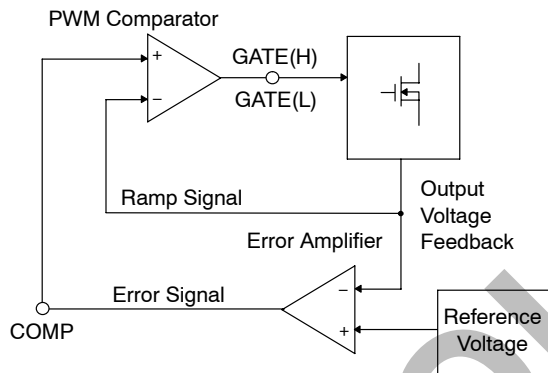 PWM Comparator
+
−
GATE(H)
GATE(L)
Ramp Signal
Output
Voltage
Feedback
Error Amplifier
−
+
Error Signal
COMP
Reference
Voltage